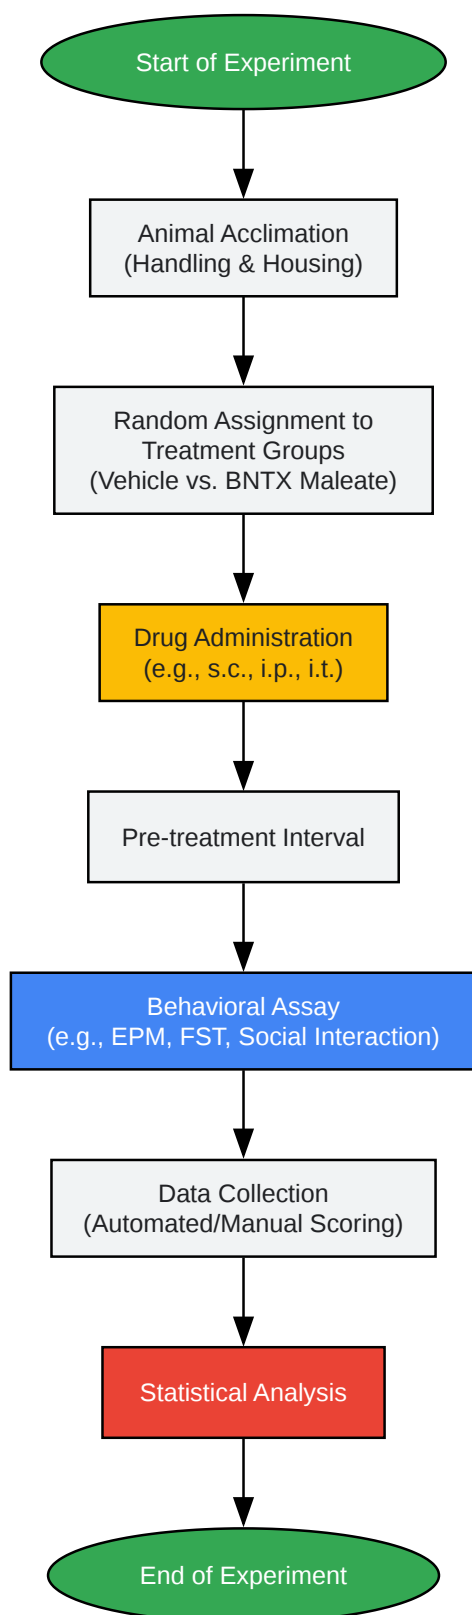 Start of Experiment
Animal Acclimation
(Handling & Housing)
Random Assignment to
Treatment Groups
(Vehicle vs. BNTX Maleate)
Drug Administration
(e.g., s.c., i.p., i.t.)
Pre-treatment Interval
Behavioral Assay
(e.g., EPM, FST, Social Interaction)
Data Collection
(Automated/Manual Scoring)
Statistical Analysis
End of Experiment